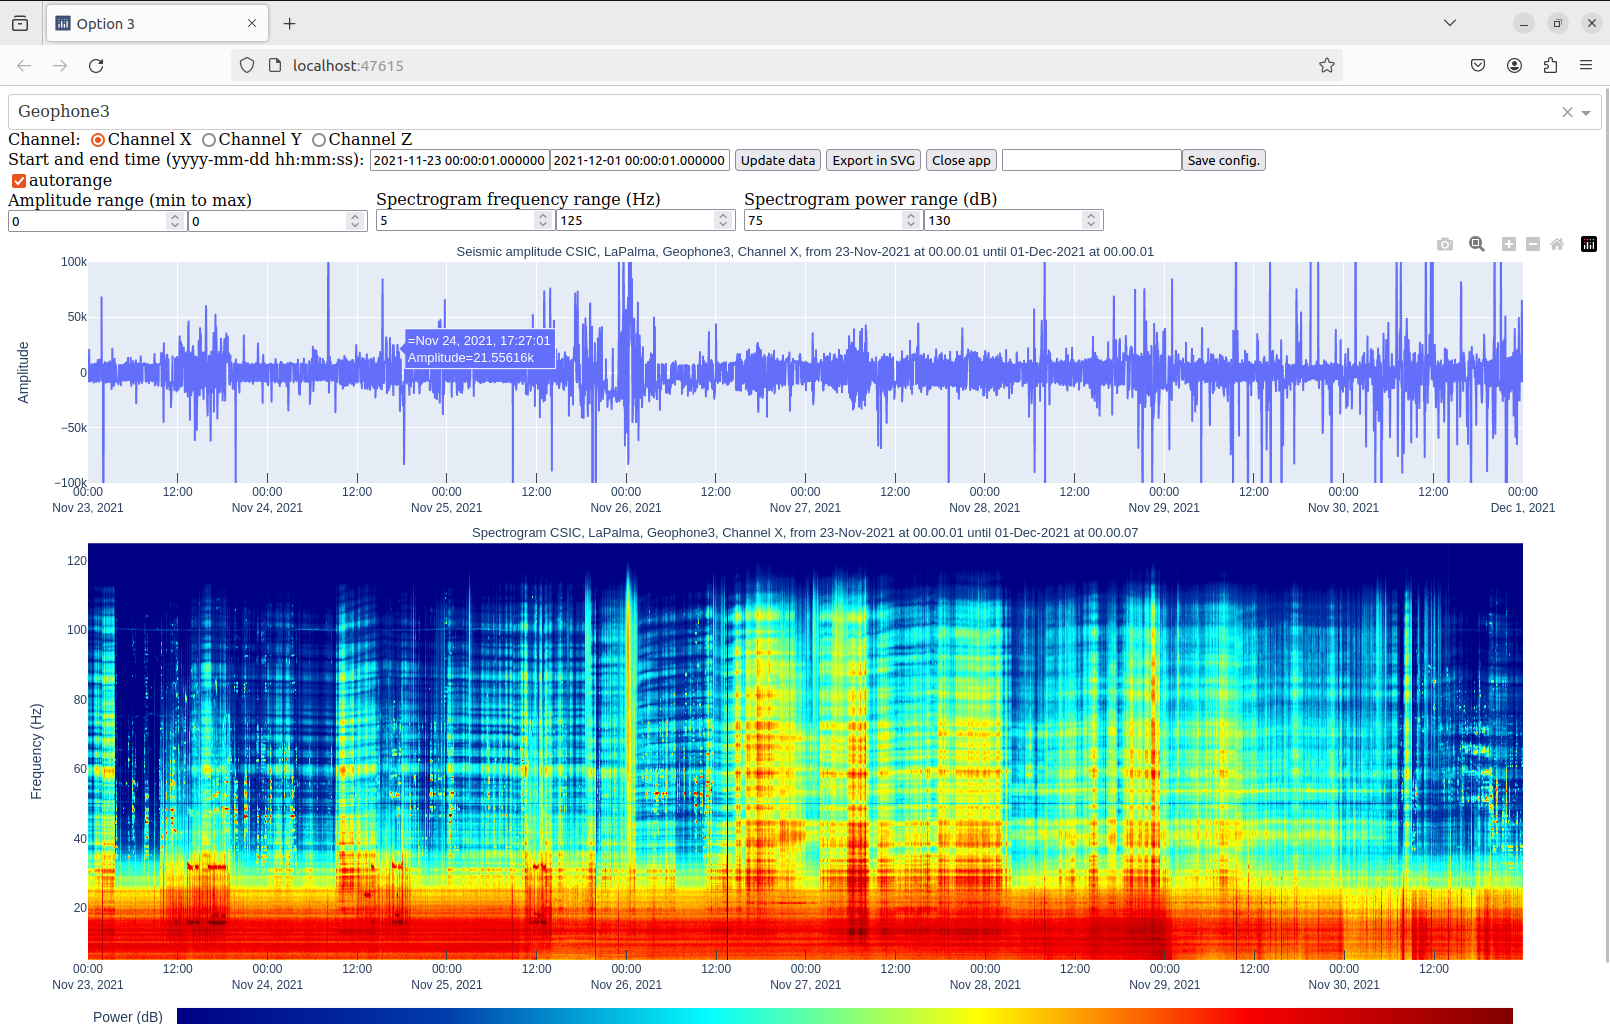 Option 3
localhost:47615
Geophone3
Channel: Channel X Channel Y Channel Z
Start and end time (yyyy-mm-dd hh:mm:ss): 2021-11-23 00:00:01.000000 2021-12-01 00:00:01.000000 Update data Export in SVG Close app Save config.
autorange
Amplitude range (min to max) Spectrogram frequency range (Hz) Spectrogram power range (dB)
0 0 5 125 75 130
Seismic amplitude CSIC, LaPalma, Geophone3, Channel X, from 23-Nov-2021 at 00.00.01 until 01-Dec-2021 at 00.00.01
100k
50k
0
−50k
−100k
Amplitude
=Nov 24, 2021, 17:27:01
Amplitude=21.55616k
00:00 12:00 00:00 12:00 00:00 12:00 00:00 12:00 00:00 12:00 00:00 12:00 00:00 12:00 00:00 12:00 00:00
Nov 23, 2021 Nov 24, 2021 Nov 25, 2021 Nov 26, 2021 Nov 27, 2021 Nov 28, 2021 Nov 29, 2021 Nov 30, 2021 Dec 1, 2021
Spectrogram CSIC, LaPalma, Geophone3, Channel X, from 23-Nov-2021 at 00.00.01 until 01-Dec-2021 at 00.00.07
120
100
80
60
40
20
Frequency (Hz)
00:00 12:00 00:00 12:00 00:00 12:00 00:00 12:00 00:00 12:00 00:00 12:00 00:00 12:00 00:00 12:00
Nov 23, 2021 Nov 24, 2021 Nov 25, 2021 Nov 26, 2021 Nov 27, 2021 Nov 28, 2021 Nov 29, 2021 Nov 30, 2021
Power (dB)